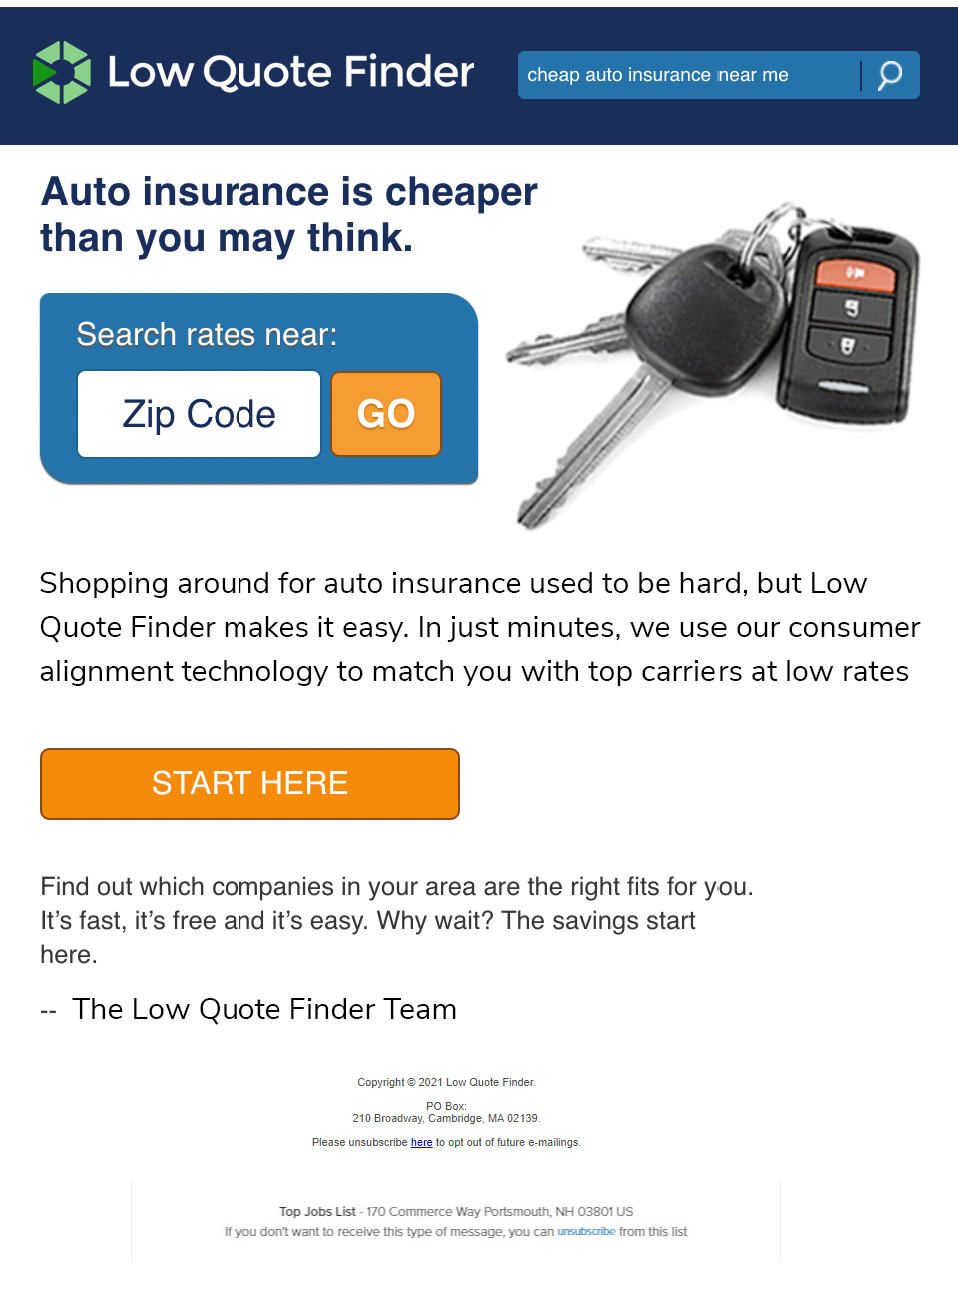 Low Quote Finder
cheap auto insurance near me
Auto insurance is cheaper
than you may think.
Search rates near:
Zip Code
GO
Shopping around for auto insurance used to be hard, but Low
Quote Finder makes it easy. In just minutes, we use our consumer
alignment technology to match you with top carriers at low rates
START HERE
Find out which companies in your area are the right fits for you.
It’s fast, it’s free and it’s easy. Why wait? The savings start
here.
-- The Low Quote Finder Team
Copyright © 2021 Low Quote Finder.
PO Box:
210 Broadway, Cambridge, MA 02139.
Please unsubscribe here to opt out of future e-mailings.
Top Jobs List - 170 Commerce Way Portsmouth, NH 03801 US
If you don't want to receive this type of message, you can unsubscribe from this list